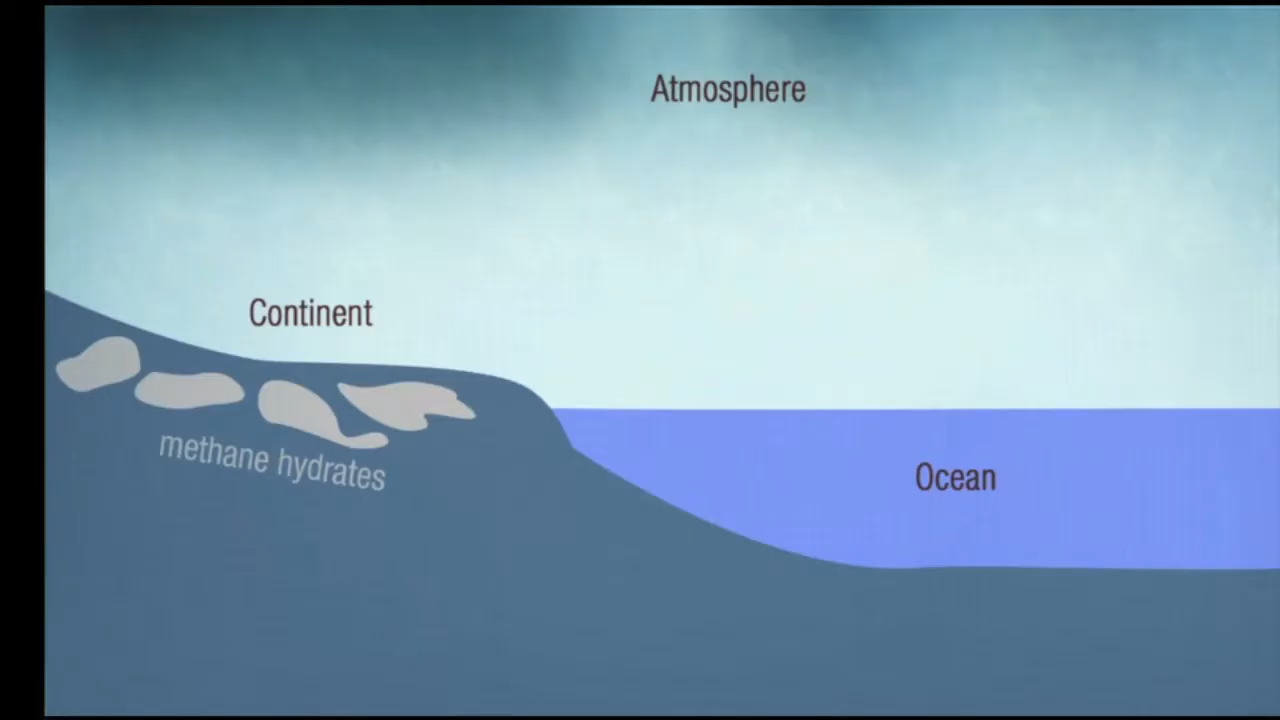 Atmosphere
Continent
methane hydrates
Ocean